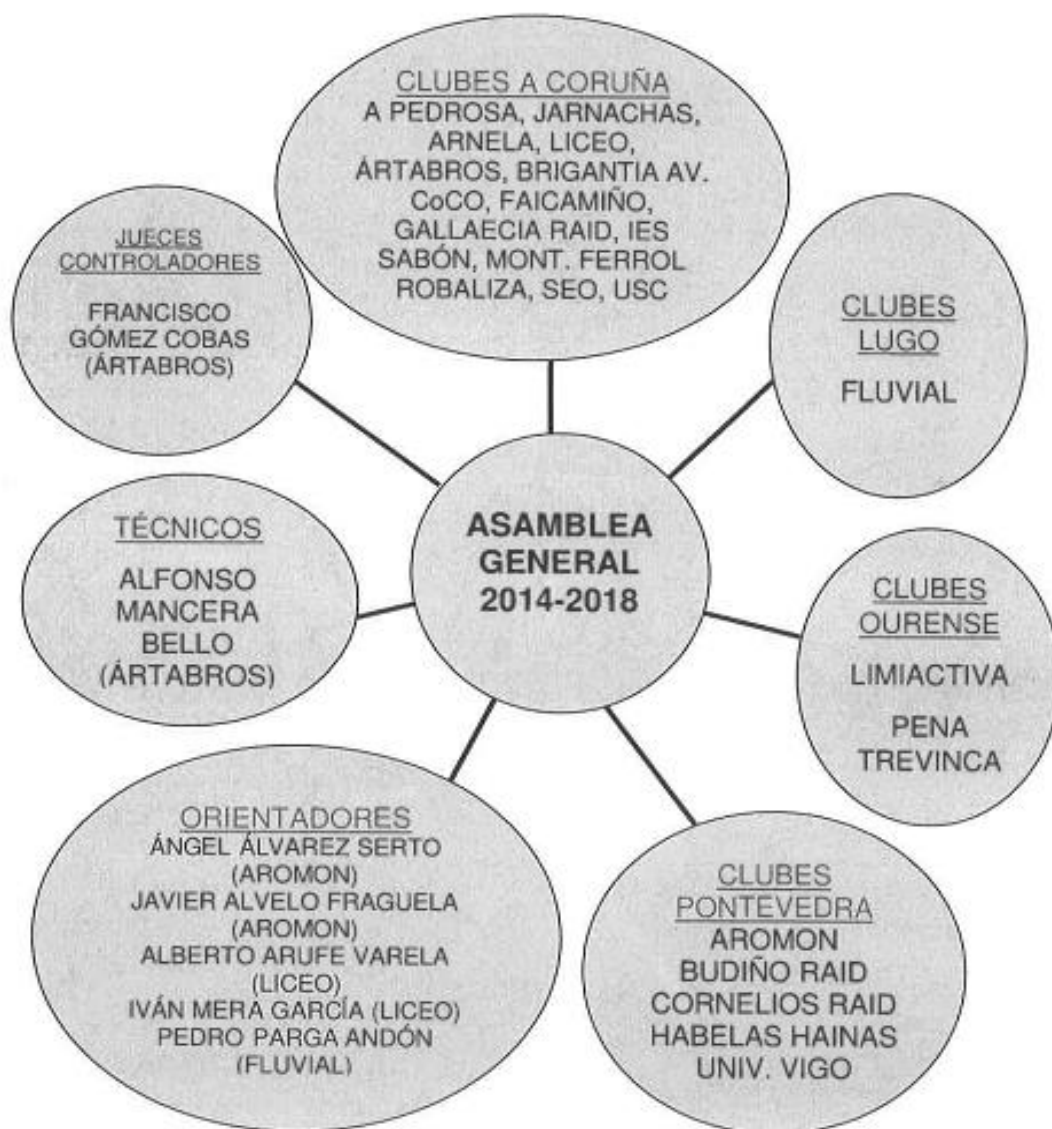 CLUBES A CORUÑA
A PEDROSA, JARNACHAS,
ARNELA, LICEO,
ÁRTABROS, BRIGANTIA AV.
CoCO, FAICAMIÑO,
GALLAECIA RAID, IES
SABÓN, MONT. FERROL
ROBALIZA, SEO, USC
JUECES
CONTROLADORES
FRANCISCO
GÓMEZ COBAS
(ÁRTABROS)
CLUBES
LUGO
FLUVIAL
ASAMBLEA
GENERAL
2014-2018
TÉCNICOS
ALFONSO
MANCERA
BELLO
(ÁRTABROS)
CLUBES
OURENSE
LIMIACTIVA
PENA
TREVINCA
ORIENTADORES
ÁNGEL ÁLVAREZ SERTO
(AROMON)
JAVIER ALVELO FRAGUELA
(AROMON)
ALBERTO ARUFE VARELA
(LICEO)
IVÁN MERA GARCÍA (LICEO)
PEDRO PARGA ANDÓN
(FLUVIAL)
CLUBES
PONTEVEDRA
AROMON
BUDIÑO RAID
CORNELIOS RAID
HABELAS HAINAS
UNIV. VIGO